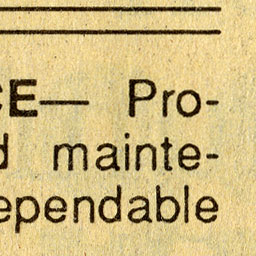 CE— Pro-
d mainte-
ependable